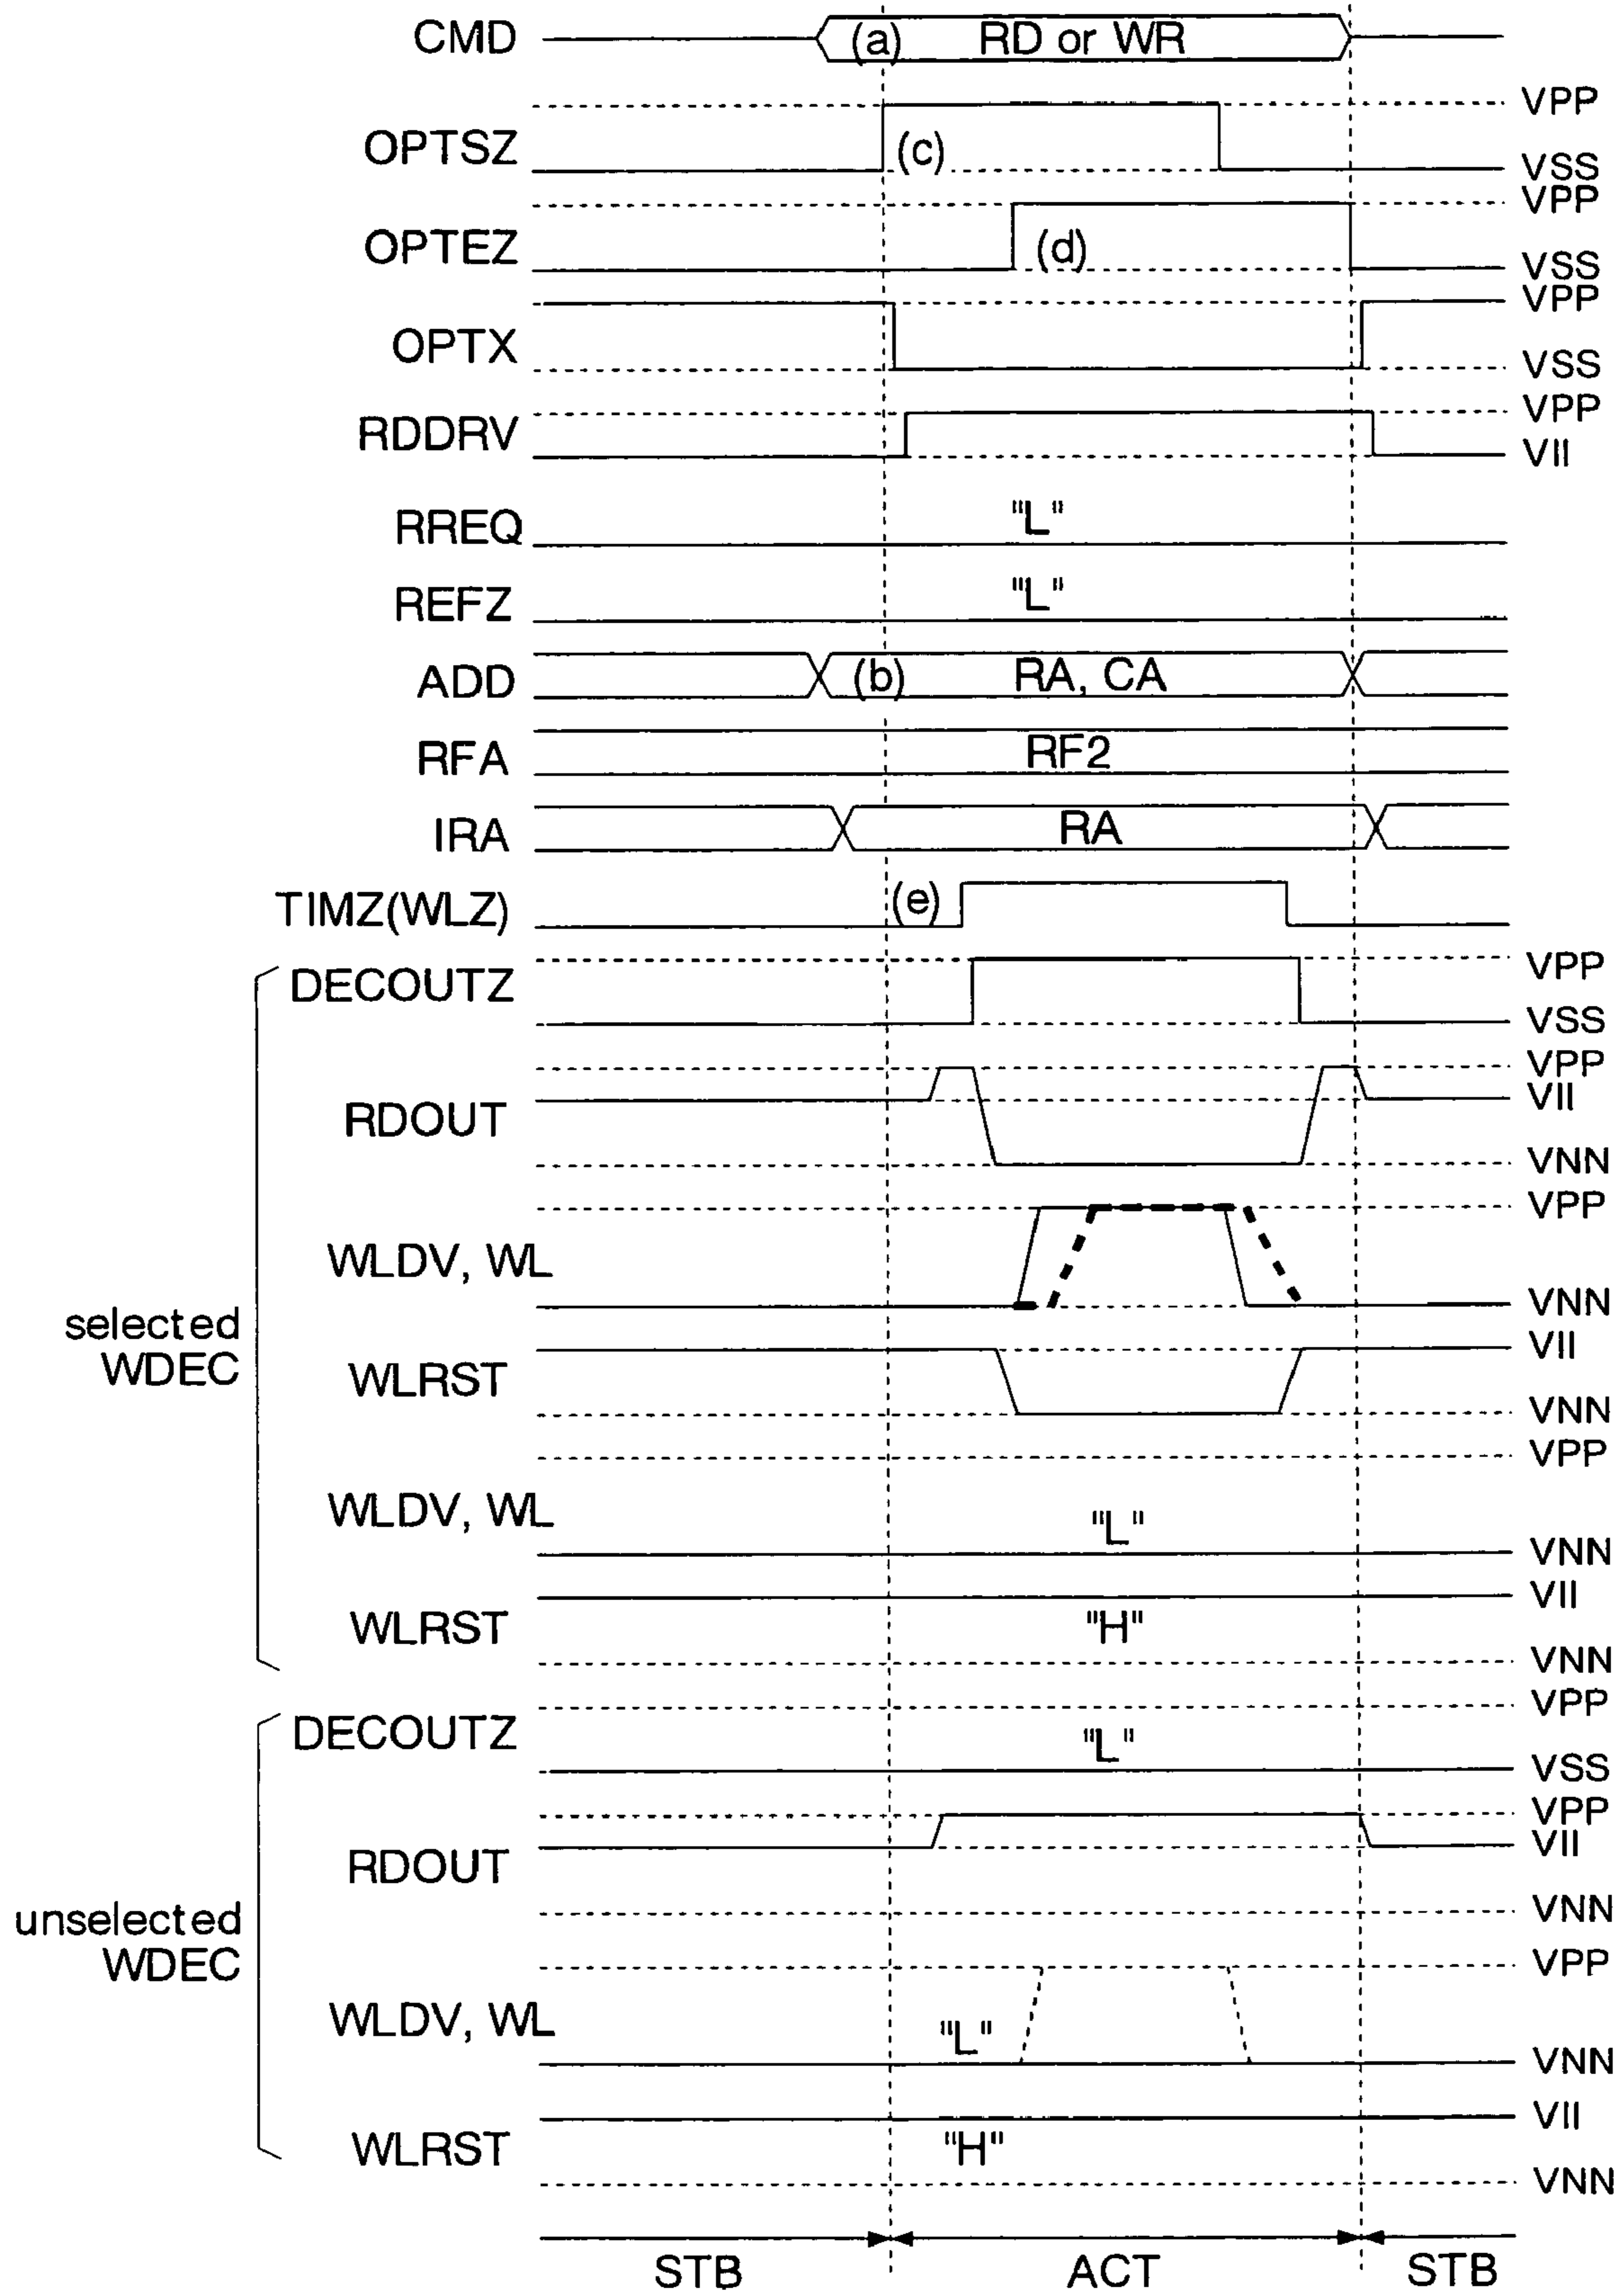 CMD (a) RD or WR
OPTSZ (c) VPP
VSS
OPTEZ (d) VPP
VSS
OPTX VPP
VSS
RDDRV VPP
VII
RREQ "L"
REFZ "L"
ADD (b) RA, CA
RFA RF2
IRA RA
TIMZ(WLZ) (e)
selected
WDEC
DECOUTZ VPP
VSS
RDOUT VPP
VII
VNN
WLDV, WL VPP
VNN
WLRST VII
VNN
WLDV, WL "L" VPP
VNN
WLRST "H" VII
VNN
unselected
WDEC
DECOUTZ "L" VPP
VSS
RDOUT VPP
VII
VNN
WLDV, WL "L" VPP
VNN
WLRST "H" VII
VNN
STB ACT STB